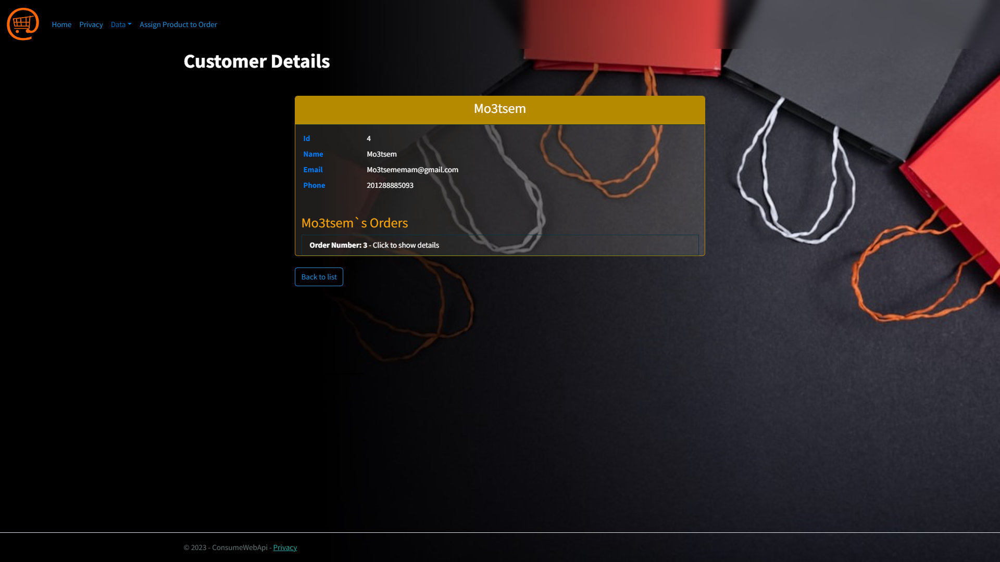 Home Privacy Data Assign Product to Order
Customer Details
Mo3tsem
Id 4
Name Mo3tsem
Email Mo3tsememam@gmail.com
Phone 201288885093
Mo3tsem`s Orders
Order Number: 3 - Click to show details
Back to list
© 2023 - ConsumeWebApi - Privacy